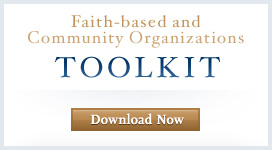 Faith-based and
Community Organizations
TOOLKIT
Download Now